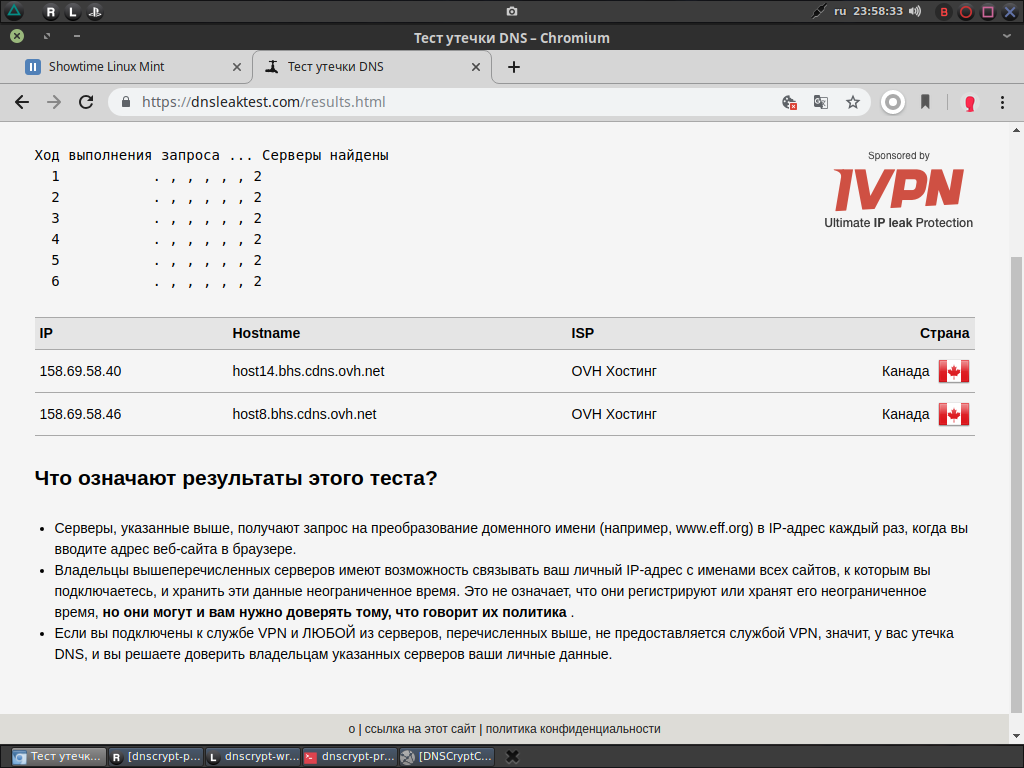 R L ru 23:58:33 B
Тест утечки DNS – Chromium
Showtime Linux Mint
Тест утечки DNS
https://dnsleaktest.com/results.html
Ход выполнения запроса ... Серверы найдены
1 . , , , , , 2
2 . , , , , , 2
3 . , , , , , 2
4 . , , , , , 2
5 . , , , , , 2
6 . , , , , , 2
Sponsored by
IVPN
Ultimate IP leak Protection
IP Hostname ISP Страна
158.69.58.40 host14.bhs.cdns.ovh.net OVH Хостинг Канада
158.69.58.46 host8.bhs.cdns.ovh.net OVH Хостинг Канада
Что означают результаты этого теста?
• Серверы, указанные выше, получают запрос на преобразование доменного имени (например, www.eff.org) в IP-адрес каждый раз, когда вы
вводите адрес веб-сайта в браузере.
• Владельцы вышеперечисленных серверов имеют возможность связывать ваш личный IP-адрес с именами всех сайтов, к которым вы
подключаетесь, и хранить эти данные неограниченное время. Это не означает, что они регистрируют или хранят его неограниченное
время, но они могут и вам нужно доверять тому, что говорит их политика .
• Если вы подключены к службе VPN и ЛЮБОЙ из серверов, перечисленных выше, не предоставляется службой VPN, значит, у вас утечка
DNS, и вы решаете доверить владельцам указанных серверов ваши личные данные.
о | ссылка на этот сайт | политика конфиденциальности
Тест утечк... R [dnscrypt-p... L dnscrypt-wr... dnscrypt-pr... [DNSCryptC...